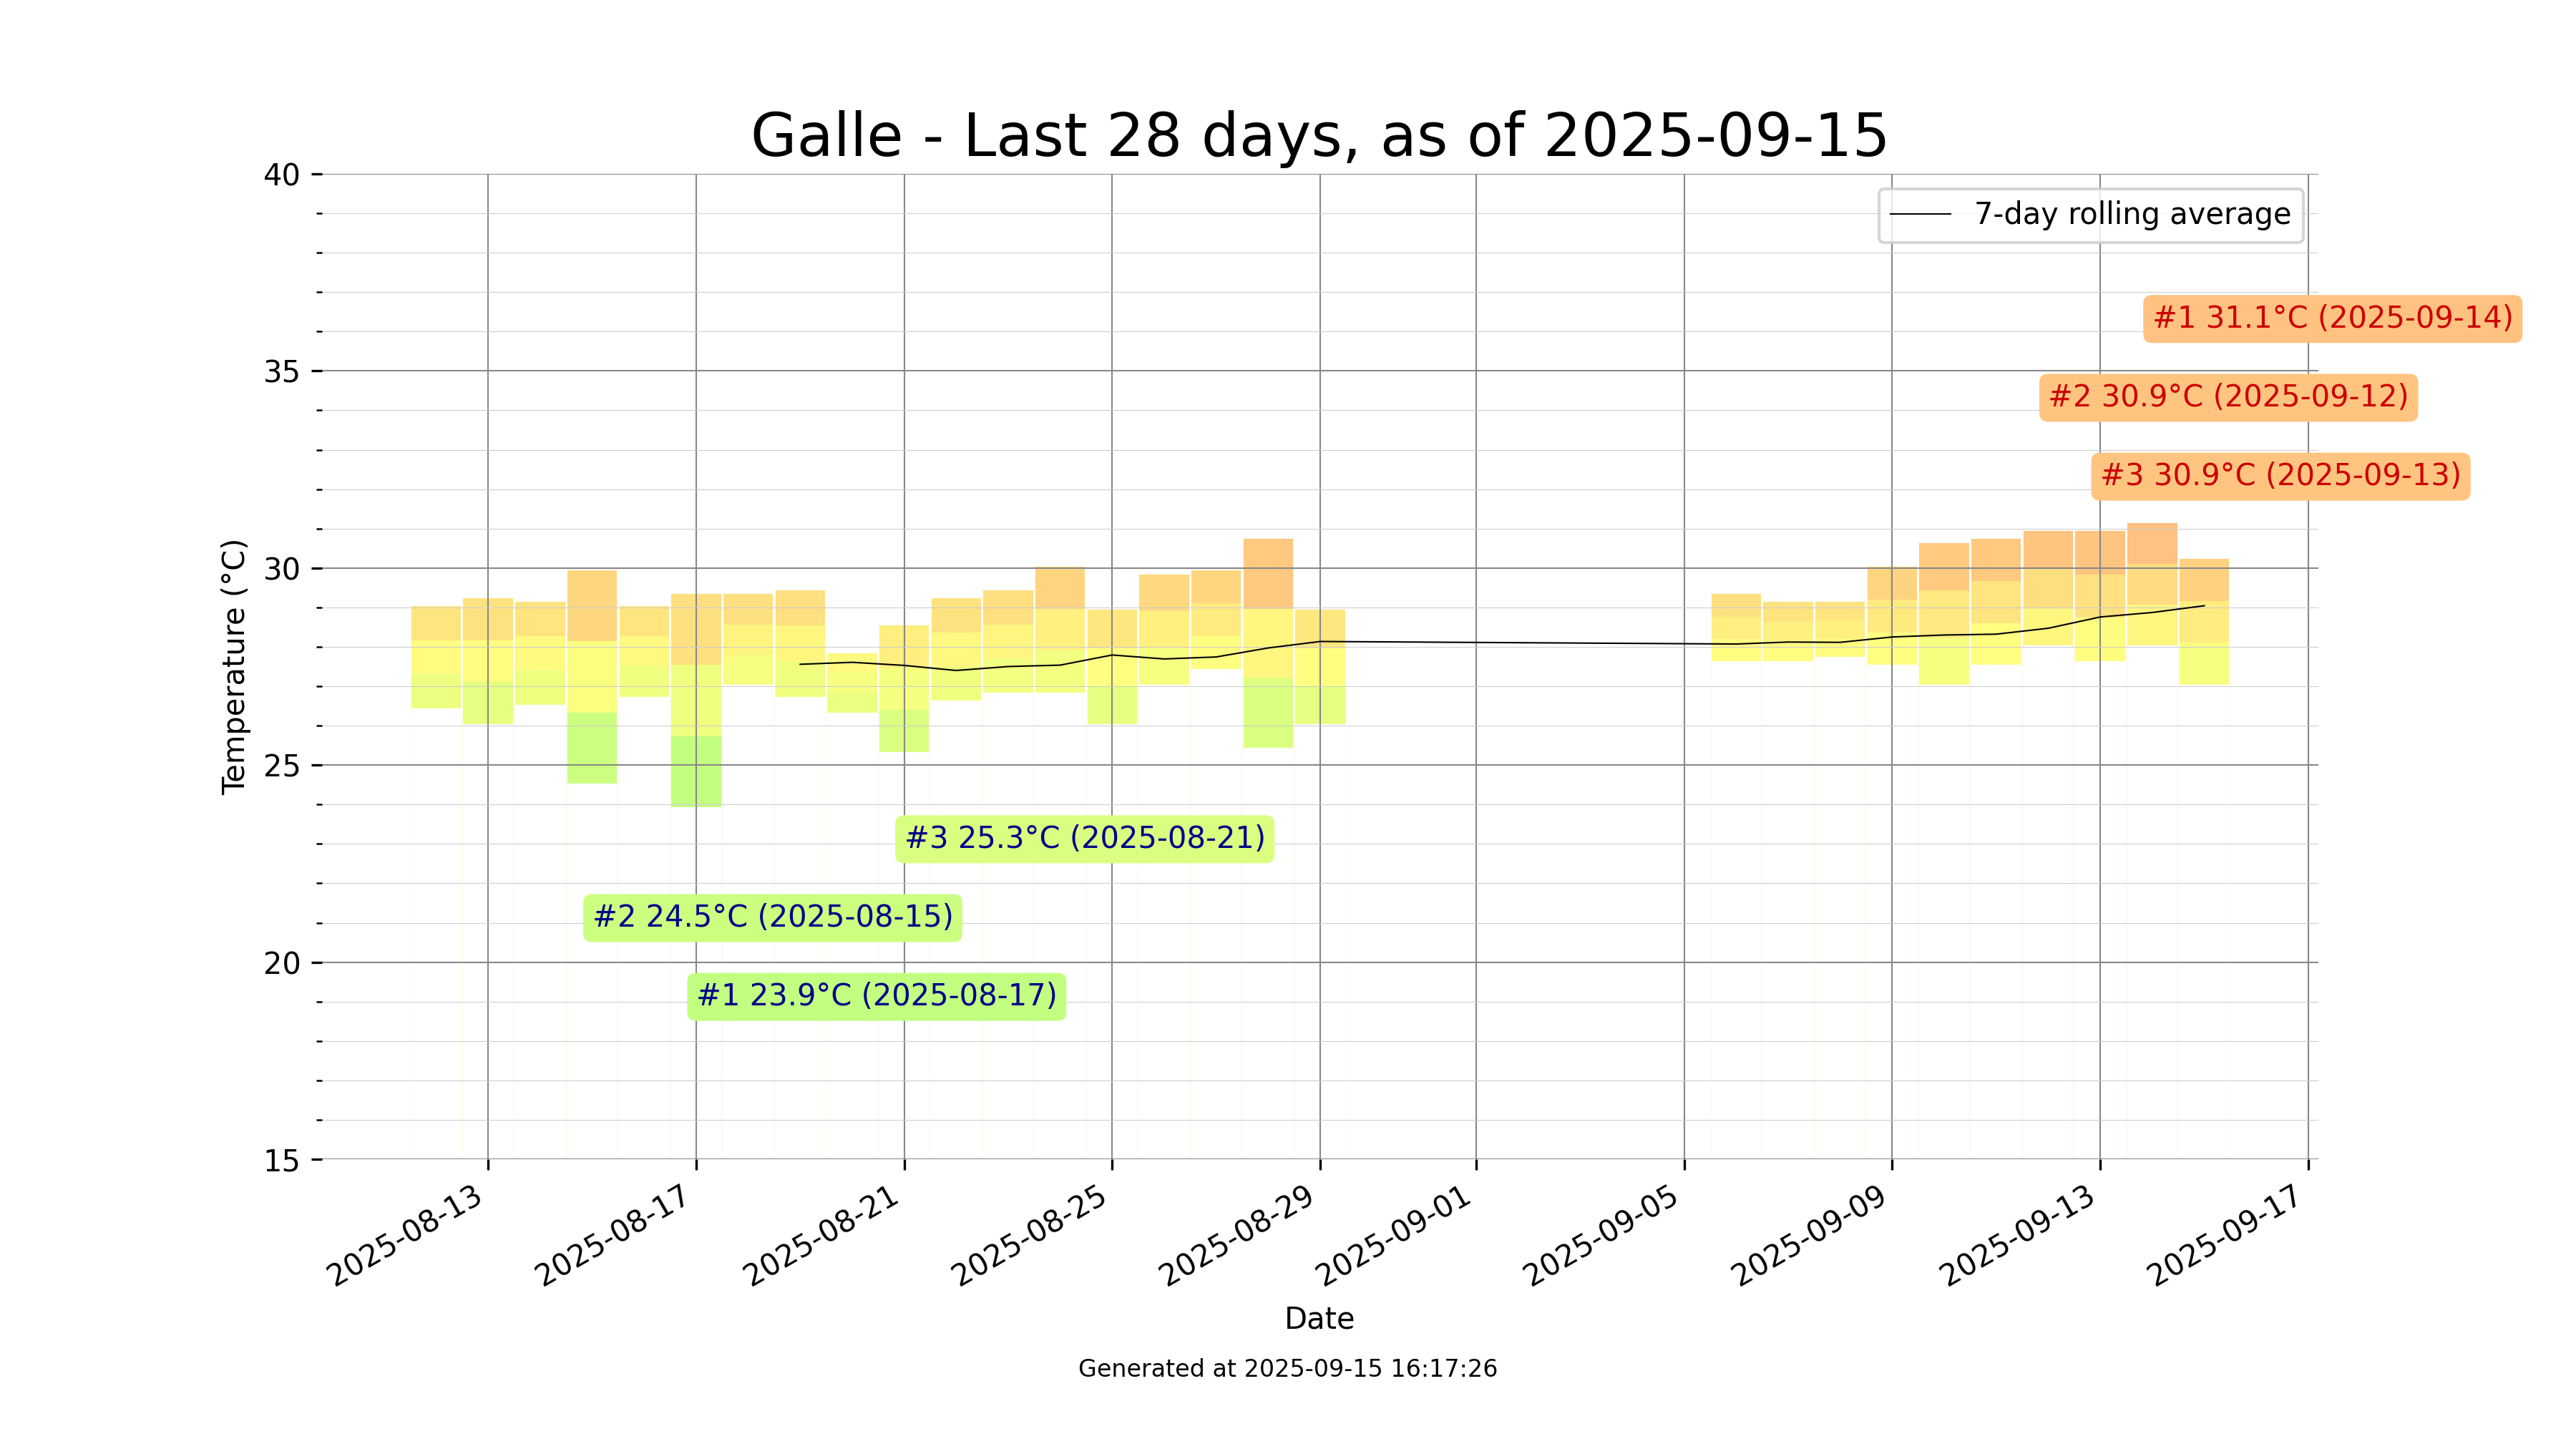 Galle - Last 28 days, as of 2025-09-15
40
35
30
25
20
15
Temperature (°C)
7-day rolling average
#1 31.1°C (2025-09-14)
#2 30.9°C (2025-09-12)
#3 30.9°C (2025-09-13)
#3 25.3°C (2025-08-21)
#2 24.5°C (2025-08-15)
#1 23.9°C (2025-08-17)
2025-08-13
2025-08-17
2025-08-21
2025-08-25
2025-08-29
2025-09-01
2025-09-05
2025-09-09
2025-09-13
2025-09-17
Date
Generated at 2025-09-15 16:17:26